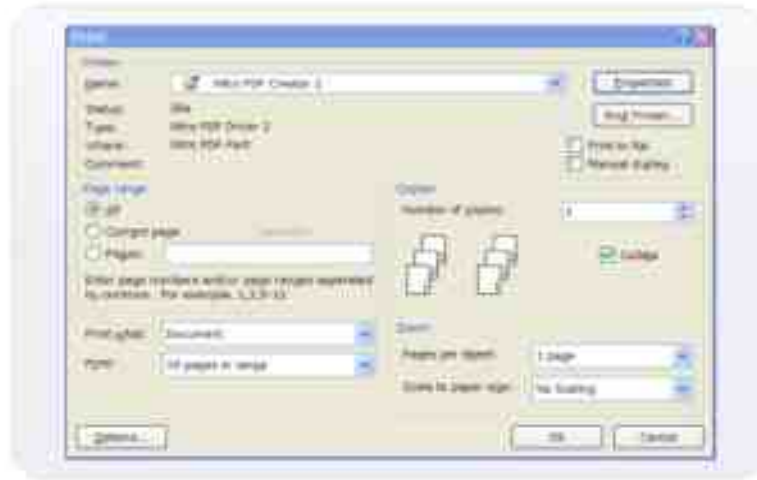 Print
Printer
Name: Nitro PDF Creator 2
Properties
Status: Idle
Find Printer...
Type: Nitro PDF Driver 2
Where: Nitro PDF Port
Print to file
Comment:
Manual duplex
Page range
All
Current page
Selection
Pages:
Enter page numbers and/or page ranges separated
by commas. For example, 1,3,5-12
Copies
Number of copies: 1
Collate
Print what: Document
Print: All pages in range
Zoom
Pages per sheet: 1 page
Scale to paper size: No Scaling
Options...
OK
Cancel